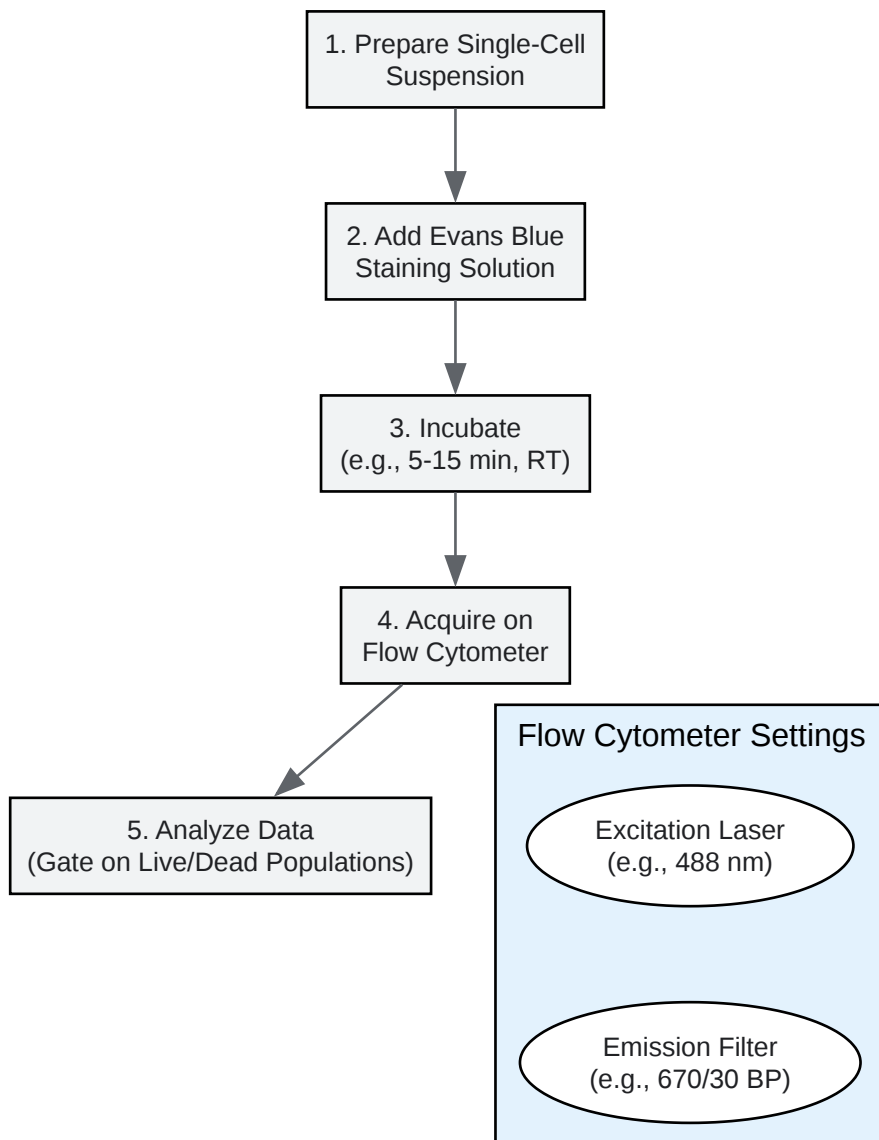 1. Prepare Single-Cell
Suspension
2. Add Evans Blue
Staining Solution
3. Incubate
(e.g., 5-15 min, RT)
4. Acquire on
Flow Cytometer
5. Analyze Data
(Gate on Live/Dead Populations)
Flow Cytometer Settings
Excitation Laser
(e.g., 488 nm)
Emission Filter
(e.g., 670/30 BP)